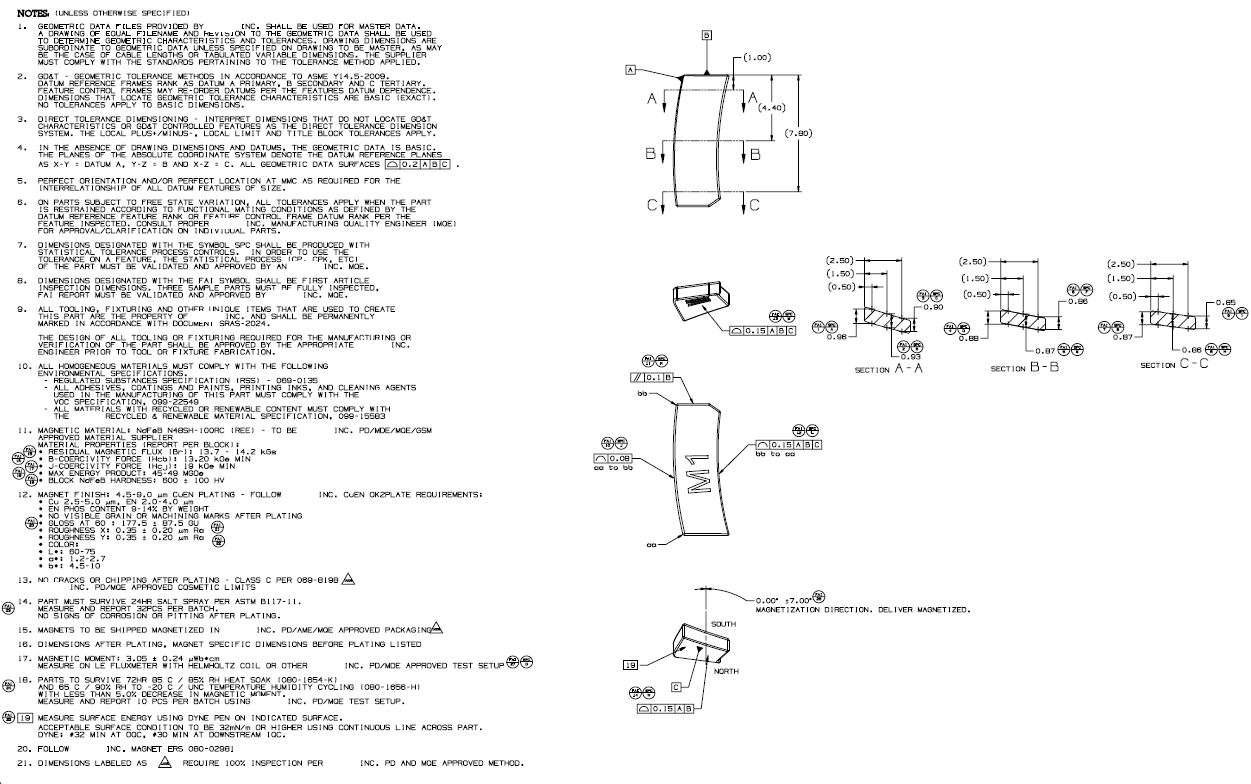 NOTES: (UNLESS OTHERWISE SPECIFIED)
1. GEOMETRIC DATA FILES PROVIDED BY INC. SHALL BE USED FOR MASTER DATA.
A DRAWING OF EQUAL FILENAME AND REVISION TO THE GEOMETRIC DATA SHALL BE USED
TO DETERMINE GEOMETRIC CHARACTERISTICS AND TOLERANCES. DRAWING DIMENSIONS ARE
SUBORDINATE TO GEOMETRIC DATA UNLESS SPECIFIED ON DRAWING TO BE MASTER, AS MAY
BE THE CASE OF CABLE LENGTHS OR TABULATED VARIABLE DIMENSIONS. THE SUPPLIER
MUST COMPLY WITH THE STANDARDS PERTAINING TO THE TOLERANCE METHOD APPLIED.
2. GD&T - GEOMETRIC TOLERANCE METHODS IN ACCORDANCE TO ASME Y14.5-2009.
DATUM REFERENCE FRAMES RANK AS DATUM A PRIMARY, B SECONDARY AND C TERTIARY.
FEATURE CONTROL FRAMES MAY RE-ORDER DATUMS PER THE FEATURES DATUM DEPENDENCE.
DIMENSIONS THAT LOCATE GEOMETRIC TOLERANCE CHARACTERISTICS ARE BASIC (EXACT).
NO TOLERANCES APPLY TO BASIC DIMENSIONS.
3. DIRECT TOLERANCE DIMENSIONING - INTERPRET DIMENSIONS THAT DO NOT LOCATE GD&T
CHARACTERISTICS OR GD&T CONTROLLED FEATURES AS THE DIRECT TOLERANCE DIMENSION
SYSTEM. THE LOCAL PLUS+/MINUS-, LOCAL LIMIT AND TITLE BLOCK TOLERANCES APPLY.
4. IN THE ABSENCE OF DRAWING DIMENSIONS AND DATUMS, THE GEOMETRIC DATA IS BASIC.
THE PLANES OF THE ABSOLUTE COORDINATE SYSTEM DENOTE THE DATUM REFERENCE PLANES
AS X-Y = DATUM A, Y-Z = B AND X-Z = C. ALL GEOMETRIC DATA SURFACES ⌓ 0.2 A B C .
5. PERFECT ORIENTATION AND/OR PERFECT LOCATION AT MMC AS REQUIRED FOR THE
INTERRELATIONSHIP OF ALL DATUM FEATURES OF SIZE.
6. ON PARTS SUBJECT TO FREE STATE VARIATION, ALL TOLERANCES APPLY WHEN THE PART
IS RESTRAINED ACCORDING TO FUNCTIONAL MATING CONDITIONS AS DEFINED BY THE
DATUM REFERENCE FEATURE RANK OR FEATURE CONTROL FRAME DATUM RANK PER THE
FEATURE INSPECTED. CONSULT PROPER INC. MANUFACTURING QUALITY ENGINEER (MQE)
FOR APPROVAL/CLARIFICATION ON INDIVIDUAL PARTS.
7. DIMENSIONS DESIGNATED WITH THE SYMBOL SPC SHALL BE PRODUCED WITH
STATISTICAL TOLERANCE PROCESS CONTROLS. IN ORDER TO USE THE
TOLERANCE ON A FEATURE, THE STATISTICAL PROCESS (CP, CPK, ETC)
OF THE PART MUST BE VALIDATED AND APPROVED BY AN INC. MQE.
8. DIMENSIONS DESIGNATED WITH THE FAI SYMBOL SHALL BE FIRST ARTICLE
INSPECTION DIMENSIONS. THREE SAMPLE PARTS MUST BE FULLY INSPECTED.
FAI REPORT MUST BE VALIDATED AND APPORVED BY INC. MQE.
9. ALL TOOLING, FIXTURING AND OTHER UNIQUE ITEMS THAT ARE USED TO CREATE
THIS PART ARE THE PROPERTY OF INC. AND SHALL BE PERMANENTLY
MARKED IN ACCORDANCE WITH DOCUMENT SRAS-2024.
THE DESIGN OF ALL TOOLING OR FIXTURING REQUIRED FOR THE MANUFACTURING OR
VERIFICATION OF THE PART SHALL BE APPROVED BY THE APPROPRIATE INC.
ENGINEER PRIOR TO TOOL OR FIXTURE FABRICATION.
10. ALL HOMOGENEOUS MATERIALS MUST COMPLY WITH THE FOLLOWING
ENVIRONMENTAL SPECIFICATIONS.
- REGULATED SUBSTANCES SPECIFICATION (RSS) - 069-0135
- ALL ADHESIVES, COATINGS AND PAINTS, PRINTING INKS, AND CLEANING AGENTS
USED IN THE MANUFACTURING OF THIS PART MUST COMPLY WITH THE
VOC SPECIFICATION, 099-22549
- ALL MATERIALS WITH RECYCLED OR RENEWABLE CONTENT MUST COMPLY WITH
THE RECYCLED & RENEWABLE MATERIAL SPECIFICATION, 099-15583
11. MAGNETIC MATERIAL: NdFeB N48SH-100RC (REE) - TO BE INC. PD/MDE/MQE/GSM
APPROVED MATERIAL SUPPLIER
MATERIAL PROPERTIES (REPORT PER BLOCK):
• RESIDUAL MAGNETIC FLUX (Br): 13.7 - 14.2 kGs
• B-COERCIVITY FORCE (Hcb): 13.20 kOe MIN
• J-COERCIVITY FORCE (Hcj): 19 kOe MIN
• MAX ENERGY PRODUCT: 45-49 MGOe
• BLOCK NdFeB HARDNESS: 600 ± 100 HV
12. MAGNET FINISH: 4.5-9.0 µm CuEN PLATING - FOLLOW INC. CuEN OK2PLATE REQUIREMENTS:
• Cu 2.5-5.0 µm, EN 2.0-4.0 µm
• EN PHOS CONTENT 9-14% BY WEIGHT
• NO VISIBLE GRAIN OR MACHINING MARKS AFTER PLATING
• GLOSS AT 60 : 177.5 ± 87.5 GU
• ROUGHNESS X: 0.35 ± 0.20 µm Ra
• ROUGHNESS Y: 0.35 ± 0.20 µm Ra
• COLOR:
• L*: 60-75
• a*: 1.2-2.7
• b*: 4.5-10
13. NO CRACKS OR CHIPPING AFTER PLATING - CLASS C PER 069-8198
INC. PD/MQE APPROVED COSMETIC LIMITS
14. PART MUST SURVIVE 24HR SALT SPRAY PER ASTM B117-11.
MEASURE AND REPORT 32PCS PER BATCH.
NO SIGNS OF CORROSION OR PITTING AFTER PLATING.
15. MAGNETS TO BE SHIPPED MAGNETIZED IN INC. PD/AME/MQE APPROVED PACKAGING
16. DIMENSIONS AFTER PLATING, MAGNET SPECIFIC DIMENSIONS BEFORE PLATING LISTED
17. MAGNETIC MOMENT: 3.05 ± 0.24 µWb•cm
MEASURE ON LE FLUXMETER WITH HELMHOLTZ COIL OR OTHER INC. PD/MDE APPROVED TEST SETUP
18. PARTS TO SURVIVE 72HR 85 C / 85% RH HEAT SOAK (080-1654-K)
AND 65 C / 90% RH TO -20 C / UNC TEMPERATURE HUMIDITY CYCLING (080-1656-H)
WITH LESS THAN 5.0% DECREASE IN MAGNETIC MOMENT.
MEASURE AND REPORT 10 PCS PER BATCH USING INC. PD/MQE TEST SETUP.
19 MEASURE SURFACE ENERGY USING DYNE PEN ON INDICATED SURFACE.
ACCEPTABLE SURFACE CONDITION TO BE 32mN/m OR HIGHER USING CONTINUOUS LINE ACROSS PART.
DYNE: #32 MIN AT OQC, #30 MIN AT DOWNSTREAM IQC.
20. FOLLOW INC. MAGNET ERS 080-02981
21. DIMENSIONS LABELED AS REQUIRE 100% INSPECTION PER INC. PD AND MQE APPROVED METHOD.
B
A
(1.00)
A A
(4.40)
(7.80)
B B
C C
⌓ 0.15 A B C
(2.50)
(1.50)
(0.50)
0.90
0.96
0.93
SECTION A-A
(2.50)
(1.50)
(0.50)
0.86
0.88
0.87
SECTION B-B
(2.50)
(1.50)
(0.50)
0.85
0.87
0.86
SECTION C-C
// 0.1 B
bb
⌒ 0.08
aa to bb
⌓ 0.15 A B C
bb to aa
M1
aa
0.00° ±7.00°
MAGNETIZATION DIRECTION. DELIVER MAGNETIZED.
SOUTH
19
NORTH
C
⌓ 0.15 A B